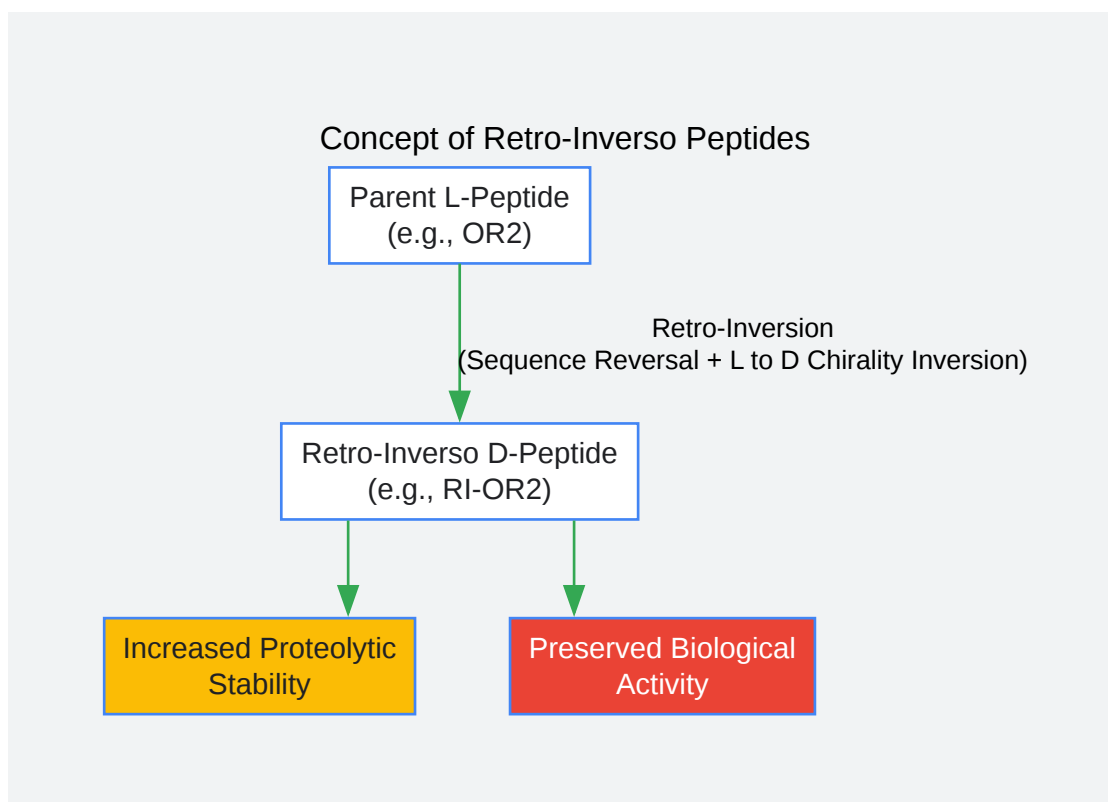 Concept of Retro-Inverso Peptides
Parent L-Peptide
(e.g., OR2)
Retro-Inversion
(Sequence Reversal + L to D Chirality Inversion)
Retro-Inverso D-Peptide
(e.g., RI-OR2)
Increased Proteolytic
Stability
Preserved Biological
Activity